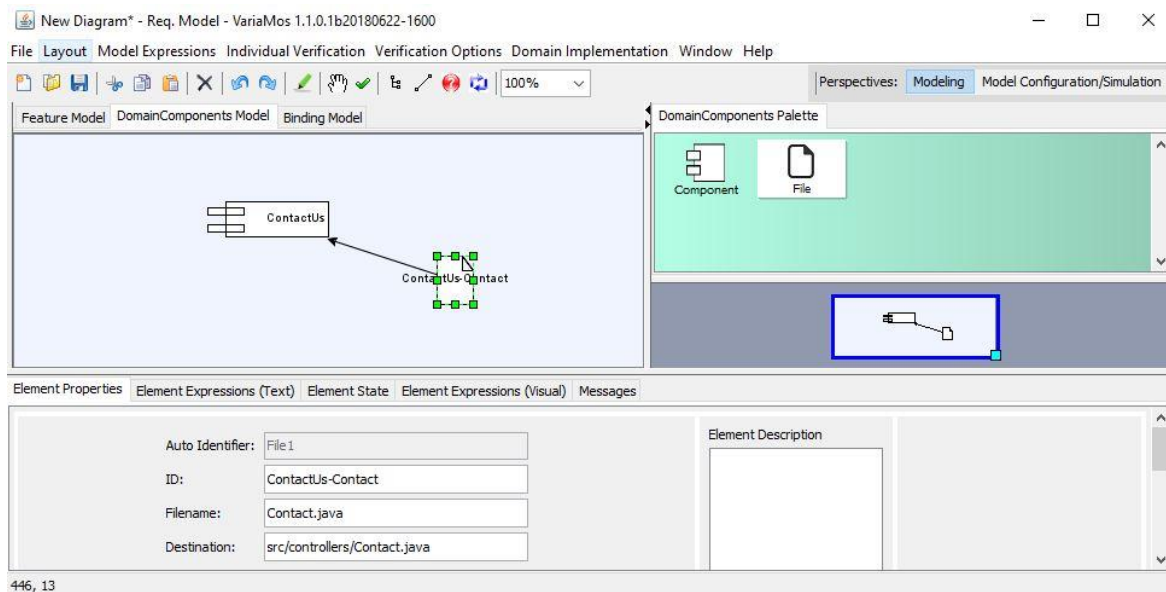 New Diagram* - Req. Model - VariaMos 1.1.0.1b20180622-1600
File Layout Model Expressions Individual Verification Verification Options Domain Implementation Window Help
100% Perspectives: Modeling Model Configuration/Simulation
Feature Model DomainComponents Model Binding Model
DomainComponents Palette
Component File
ContactUs
ContactUs-Contact
Element Properties Element Expressions (Text) Element State Element Expressions (Visual) Messages
Auto Identifier: File1
Element Description
ID: ContactUs-Contact
Filename: Contact.java
Destination: src/controllers/Contact.java
446, 13